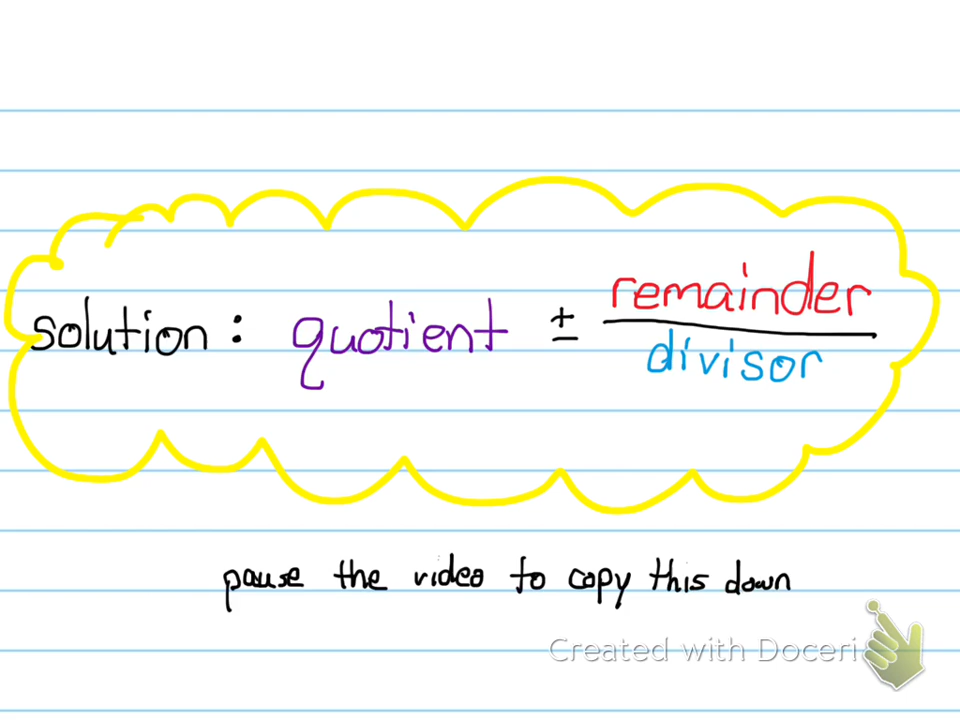 solution: quotient ± remainder
divisor
pause the video to copy this down
Created with Doceri